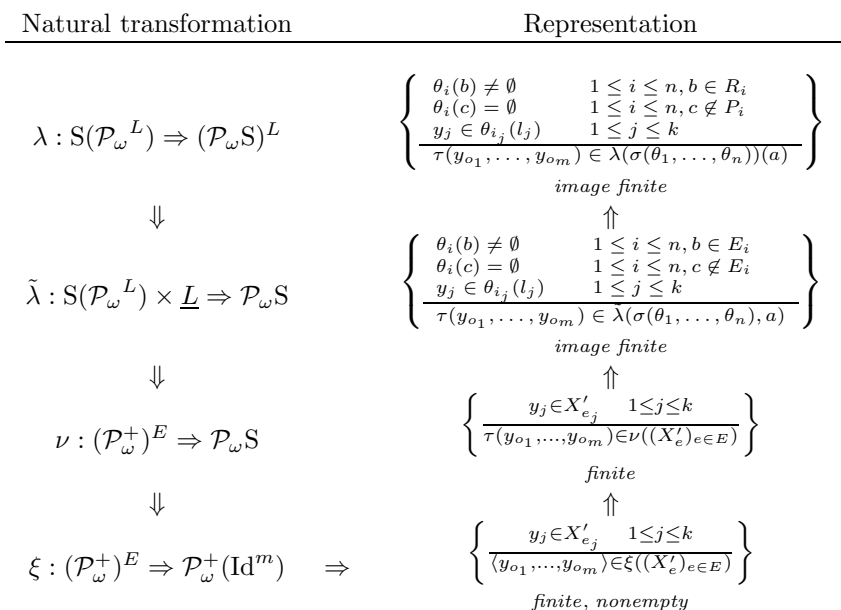 Natural transformation Representation
θ_i(b) ≠ ∅ 1 ≤ i ≤ n, b ∈ R_i
θ_i(c) = ∅ 1 ≤ i ≤ n, c ∉ P_i
λ : S(𝒫_ω^L) ⇒ (𝒫_ωS)^L
y_j ∈ θ_{i_j}(l_j) 1 ≤ j ≤ k
τ(y_{o_1}, …, y_{o_m}) ∈ λ(σ(θ_1, …, θ_n))(a)
image finite
⇓ ⇑
θ_i(b) ≠ ∅ 1 ≤ i ≤ n, b ∈ E_i
θ_i(c) = ∅ 1 ≤ i ≤ n, c ∉ E_i
λ̃ : S(𝒫_ω^L) × L ⇒ 𝒫_ωS
y_j ∈ θ_{i_j}(l_j) 1 ≤ j ≤ k
τ(y_{o_1}, …, y_{o_m}) ∈ λ̃(σ(θ_1, …, θ_n), a)
image finite
⇓ ⇑
ν : (𝒫_ω^+)^E ⇒ 𝒫_ωS
y_j∈X′_{e_j} 1≤j≤k
τ(y_{o_1},...,y_{o_m})∈ν((X′_e)_{e∈E})
finite
⇓ ⇑
ξ : (𝒫_ω^+)^E ⇒ 𝒫_ω^+(Id^m) ⇒
y_j∈X′_{e_j} 1≤j≤k
⟨y_{o_1},...,y_{o_m}⟩∈ξ((X′_e)_{e∈E})
finite, nonempty